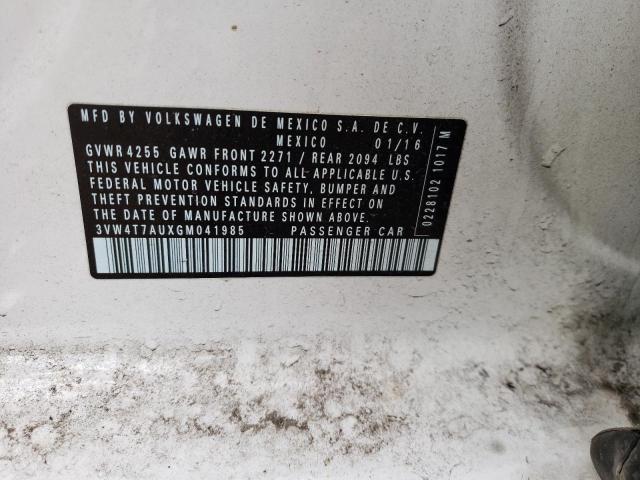 MFD BY VOLKSWAGEN DE MEXICO S.A. DE C.V.
MEXICO 01/16
GVWR 4255 GAWR FRONT 2271 / REAR 2094 LBS
THIS VEHICLE CONFORMS TO ALL APPLICABLE U.S.
FEDERAL MOTOR VEHICLE SAFETY, BUMPER AND
THEFT PREVENTION STANDARDS IN EFFECT ON
THE DATE OF MANUFACTURE SHOWN ABOVE.
3VW4T7AUXGM041985 PASSENGER CAR
0228102 1017 M